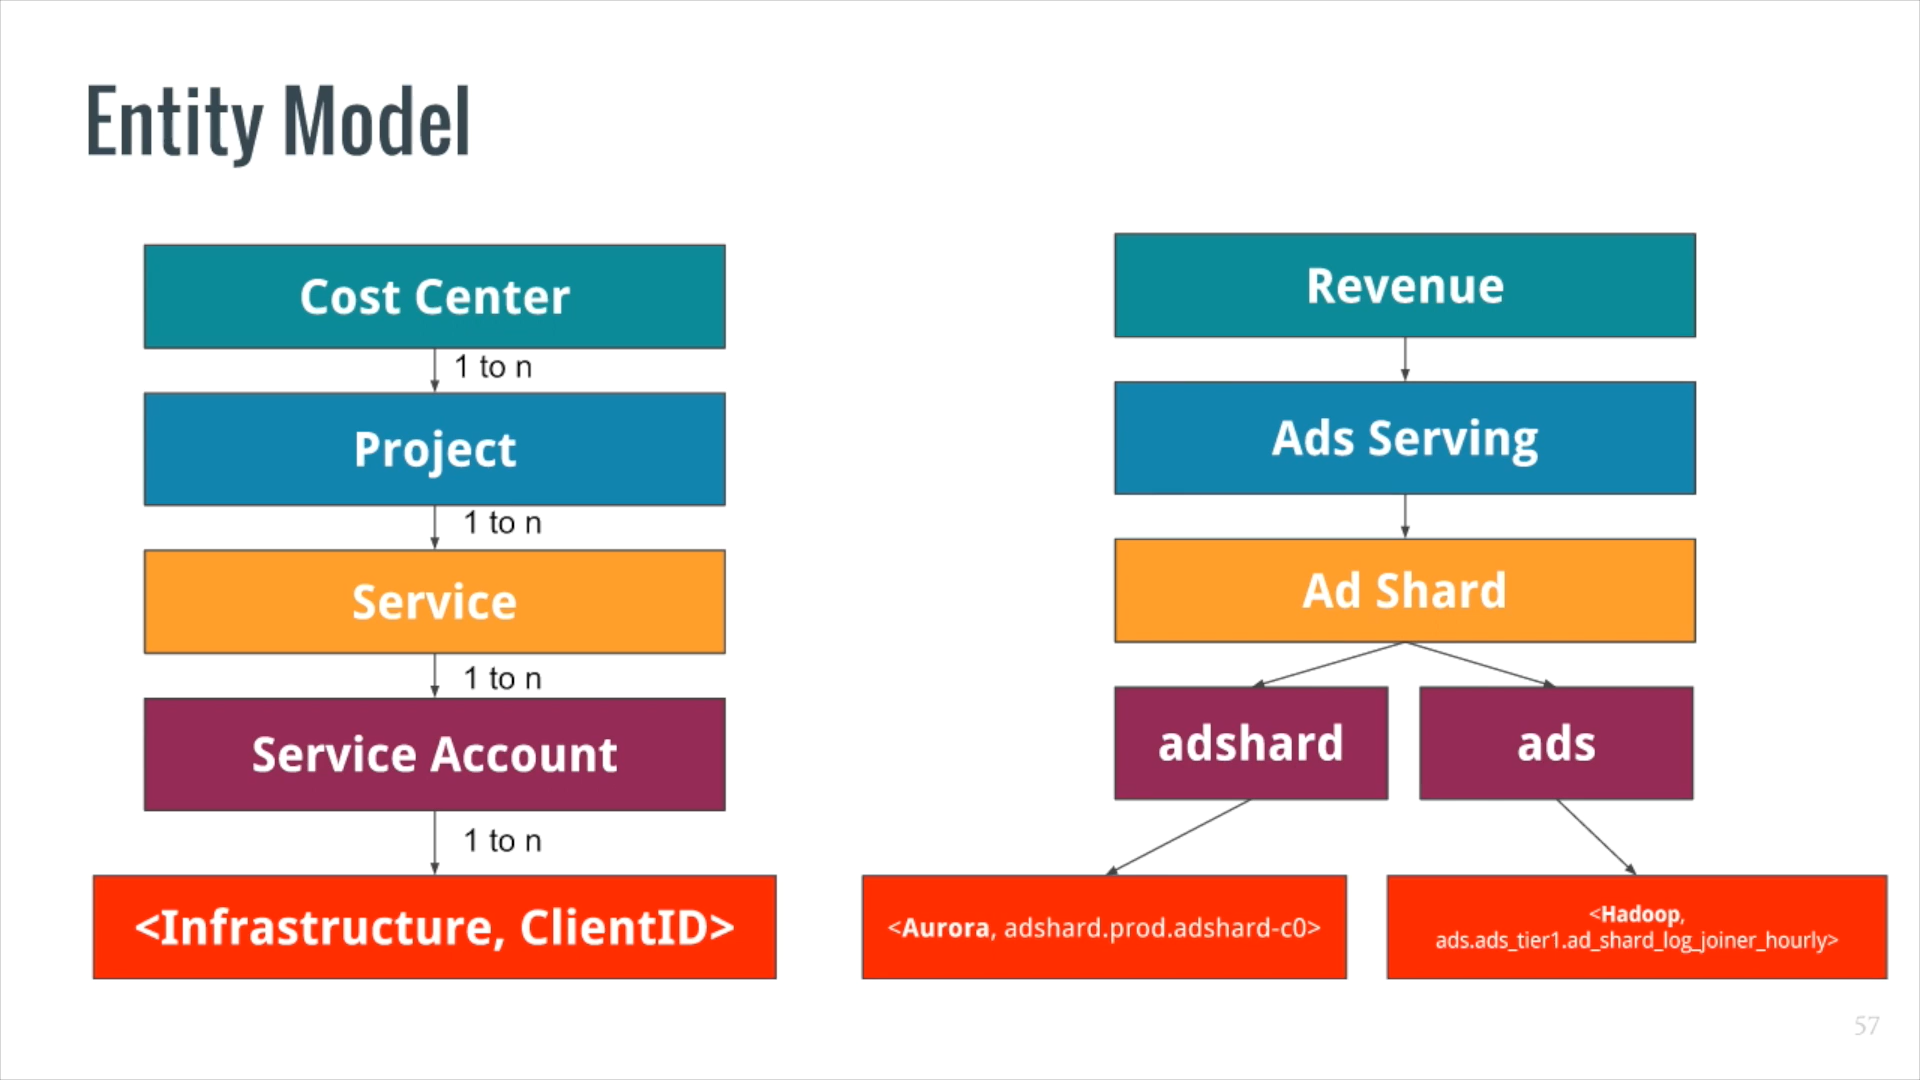 Entity Model
Cost Center
1 to n
Project
1 to n
Service
1 to n
Service Account
1 to n
<Infrastructure, ClientID>
Revenue
Ads Serving
Ad Shard
adshard
ads
<Aurora, adshard.prod.adshard-c0>
<Hadoop,
ads.ads_tier1.ad_shard_log_joiner_hourly>
57